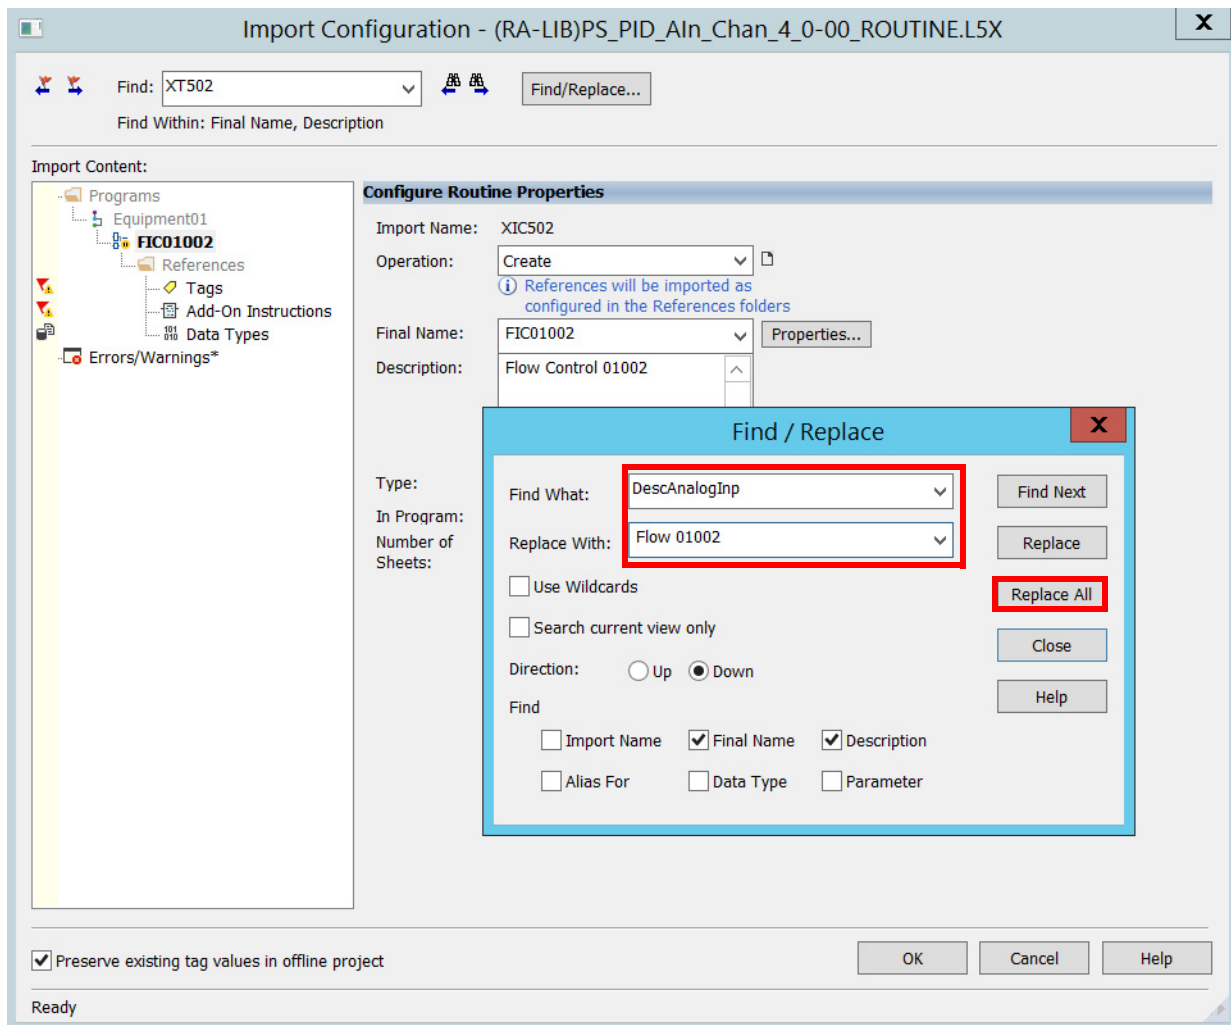 Import Configuration - (RA-LIB)PS_PID_AIn_Chan_4_0-00_ROUTINE.L5X
X
Find: XT502
Find/Replace...
Find Within: Final Name, Description
Import Content:
Programs
Equipment01
FIC01002
References
Tags
Add-On Instructions
Data Types
Errors/Warnings*
Configure Routine Properties
Import Name: XIC502
Operation: Create
References will be imported as
configured in the References folders
Final Name: FIC01002
Properties...
Description: Flow Control 01002
Type:
In Program:
Number of
Sheets:
Find / Replace
X
Find What: DescAnalogInp
Find Next
Replace With: Flow 01002
Replace
Use Wildcards
Replace All
Search current view only
Close
Direction: Up Down
Help
Find
Import Name Final Name Description
Alias For Data Type Parameter
Preserve existing tag values in offline project
OK Cancel Help
Ready